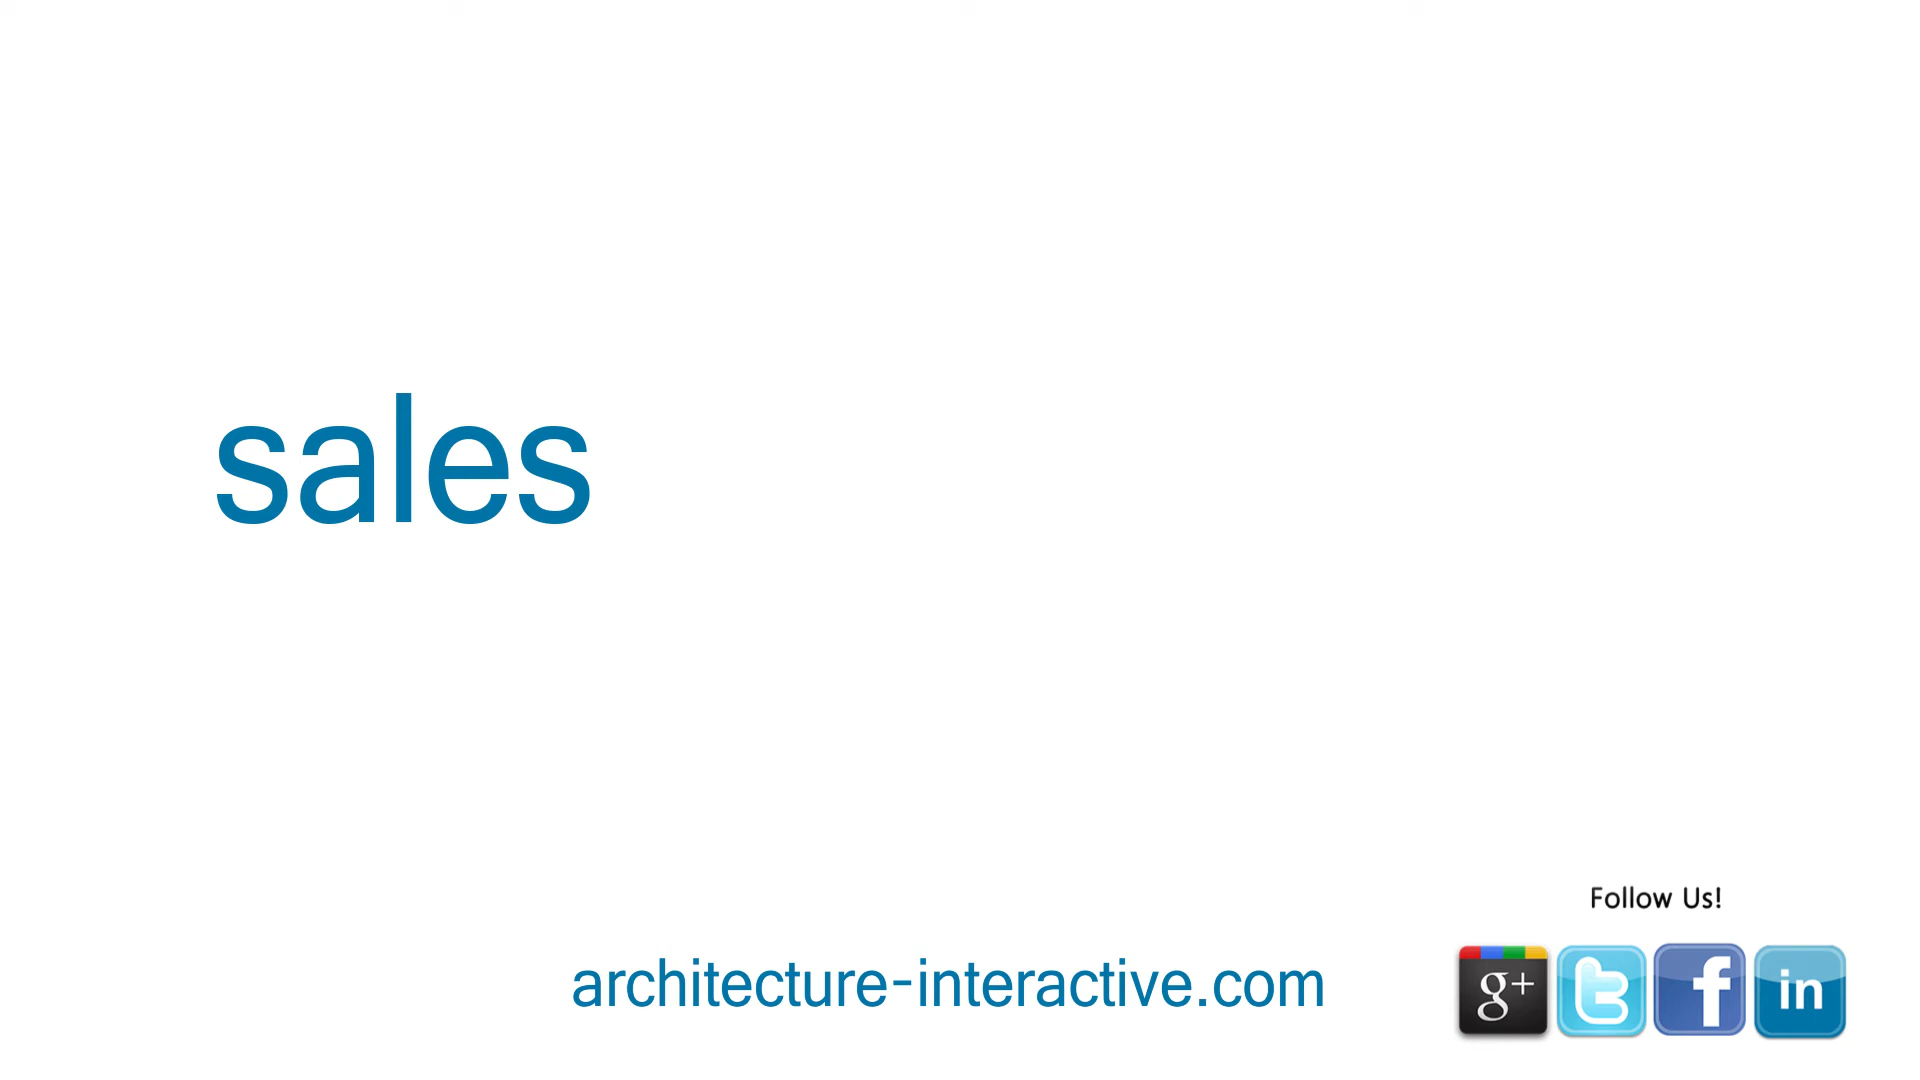 sales
Follow Us!
architecture-interactive.com
g+
t
f
in